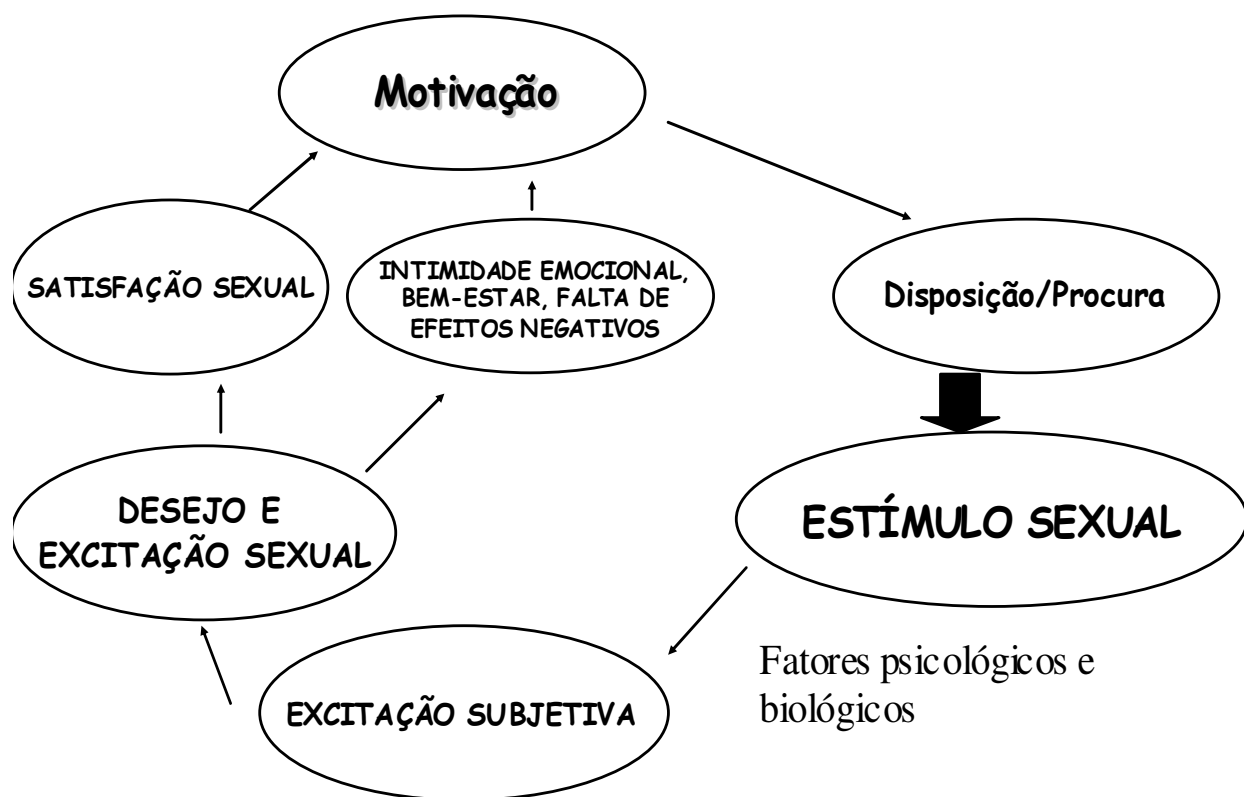 Motivação
SATISFAÇÃO SEXUAL
INTIMIDADE EMOCIONAL,
BEM-ESTAR, FALTA DE
EFEITOS NEGATIVOS
Disposição/Procura
DESEJO E
EXCITAÇÃO SEXUAL
ESTÍMULO SEXUAL
EXCITAÇÃO SUBJETIVA
Fatores psicológicos e
biológicos